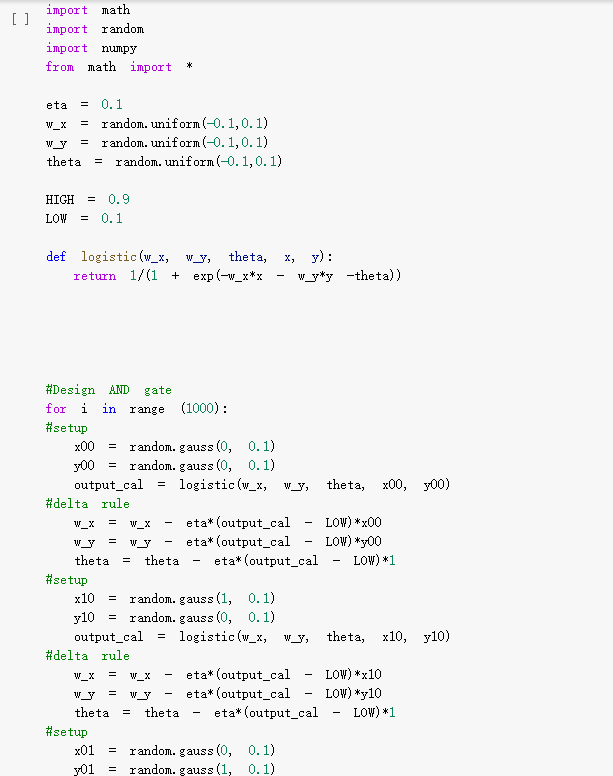 [ ]
import math
import random
import numpy
from math import *
eta = 0.1
w_x = random.uniform(-0.1,0.1)
w_y = random.uniform(-0.1,0.1)
theta = random.uniform(-0.1,0.1)
HIGH = 0.9
LOW = 0.1
def logistic(w_x, w_y, theta, x, y):
    return 1/(1 + exp(-w_x*x - w_y*y -theta))
#Design AND gate
for i in range (1000):
#setup
    x00 = random.gauss(0, 0.1)
    y00 = random.gauss(0, 0.1)
    output_cal = logistic(w_x, w_y, theta, x00, y00)
#delta rule
    w_x = w_x - eta*(output_cal - LOW)*x00
    w_y = w_y - eta*(output_cal - LOW)*y00
    theta = theta - eta*(output_cal - LOW)*1
#setup
    x10 = random.gauss(1, 0.1)
    y10 = random.gauss(0, 0.1)
    output_cal = logistic(w_x, w_y, theta, x10, y10)
#delta rule
    w_x = w_x - eta*(output_cal - LOW)*x10
    w_y = w_y - eta*(output_cal - LOW)*y10
    theta = theta - eta*(output_cal - LOW)*1
#setup
    x01 = random.gauss(0, 0.1)
    y01 = random.gauss(1, 0.1)